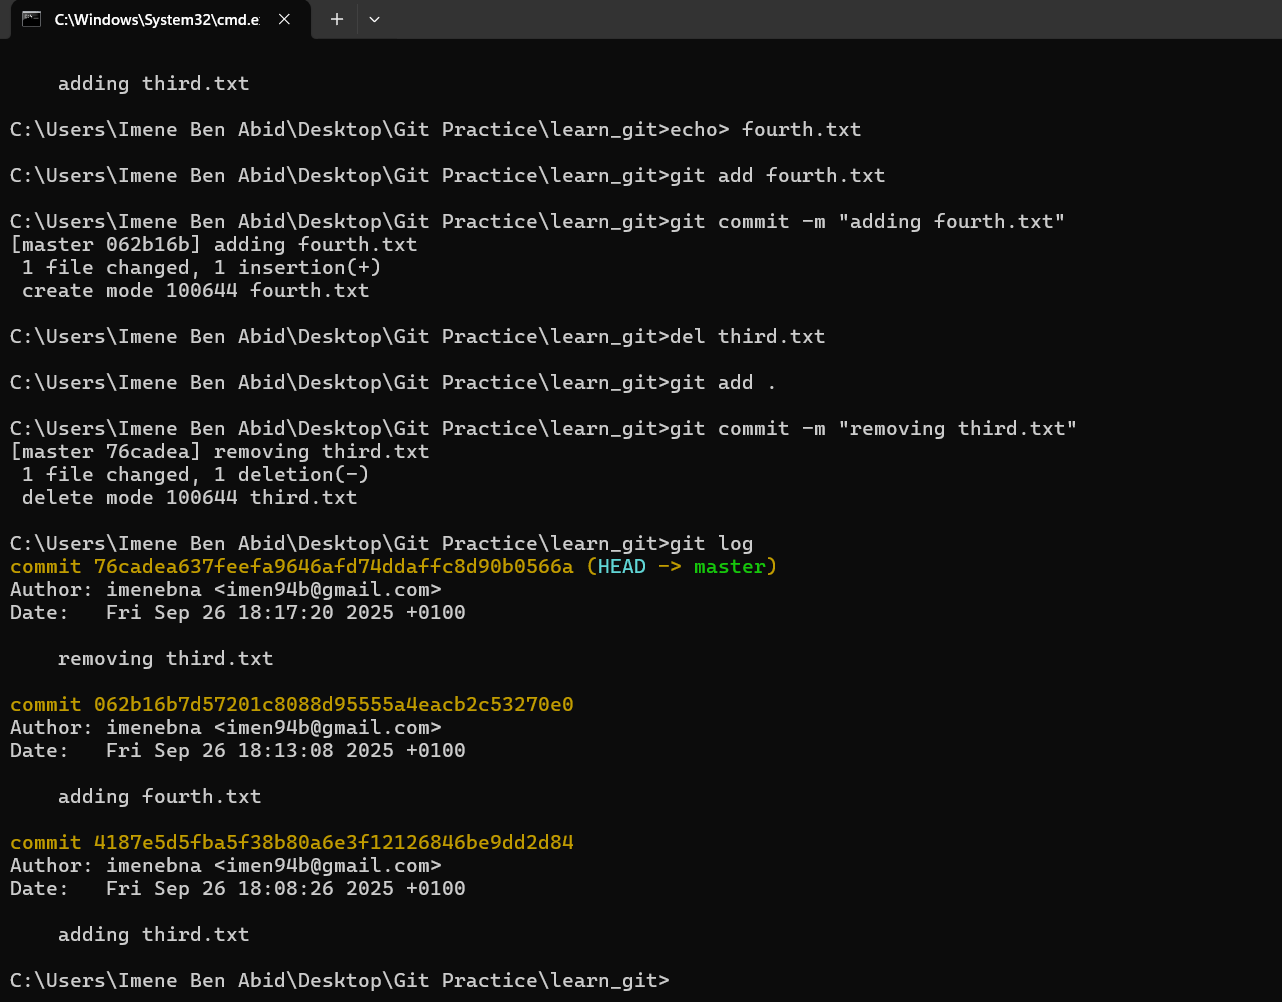 C:\Windows\System32\cmd.e
adding third.txt
C:\Users\Imene Ben Abid\Desktop\Git Practice\learn_git>echo> fourth.txt
C:\Users\Imene Ben Abid\Desktop\Git Practice\learn_git>git add fourth.txt
C:\Users\Imene Ben Abid\Desktop\Git Practice\learn_git>git commit -m "adding fourth.txt"
[master 062b16b] adding fourth.txt
 1 file changed, 1 insertion(+)
 create mode 100644 fourth.txt
C:\Users\Imene Ben Abid\Desktop\Git Practice\learn_git>del third.txt
C:\Users\Imene Ben Abid\Desktop\Git Practice\learn_git>git add .
C:\Users\Imene Ben Abid\Desktop\Git Practice\learn_git>git commit -m "removing third.txt"
[master 76cadea] removing third.txt
 1 file changed, 1 deletion(-)
 delete mode 100644 third.txt
C:\Users\Imene Ben Abid\Desktop\Git Practice\learn_git>git log
commit 76cadea637feefa9646afd74ddaffc8d90b0566a (HEAD -> master)
Author: imenebna <imen94b@gmail.com>
Date:   Fri Sep 26 18:17:20 2025 +0100
removing third.txt
commit 062b16b7d57201c8088d95555a4eacb2c53270e0
Author: imenebna <imen94b@gmail.com>
Date:   Fri Sep 26 18:13:08 2025 +0100
adding fourth.txt
commit 4187e5d5fba5f38b80a6e3f12126846be9dd2d84
Author: imenebna <imen94b@gmail.com>
Date:   Fri Sep 26 18:08:26 2025 +0100
adding third.txt
C:\Users\Imene Ben Abid\Desktop\Git Practice\learn_git>